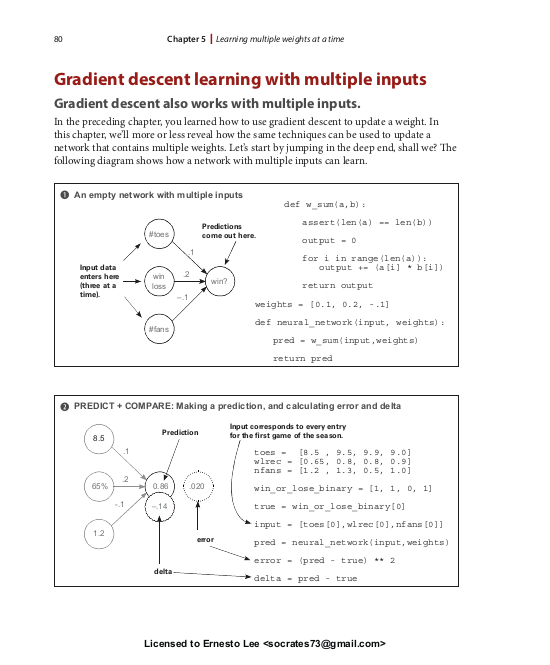 80
Chapter 5 | Learning multiple weights at a time
Gradient descent learning with multiple inputs
Gradient descent also works with multiple inputs.
In the preceding chapter, you learned how to use gradient descent to update a weight. In
this chapter, we'll more or less reveal how the same techniques can be used to update a
network that contains multiple weights. Let's start by jumping in the deep end, shall we? The
following diagram shows how a network with multiple inputs can learn.
1 An empty network with multiple inputs
Input data
enters here
(three at a
time).
#toes
win
loss
#fans
.1
.2
–.1
win?
Predictions
come out here.
def w_sum(a,b):
assert(len(a) == len(b))
output = 0
for i in range(len(a)):
output += (a[i] * b[i])
return output
weights = [0.1, 0.2, -.1]
def neural_network(input, weights):
pred = w_sum(input,weights)
return pred
2 PREDICT + COMPARE: Making a prediction, and calculating error and delta
8.5
65%
1.2
.1
.2
–.1
Prediction
0.86
–.14
.020
error
delta
Input corresponds to every entry
for the first game of the season.
toes = [8.5 , 9.5, 9.9, 9.0]
wlrec = [0.65, 0.8, 0.8, 0.9]
nfans = [1.2 , 1.3, 0.5, 1.0]
win_or_lose_binary = [1, 1, 0, 1]
true = win_or_lose_binary[0]
input = [toes[0],wlrec[0],nfans[0]]
pred = neural_network(input,weights)
error = (pred - true) ** 2
delta = pred - true
Licensed to Ernesto Lee <socrates73@gmail.com>